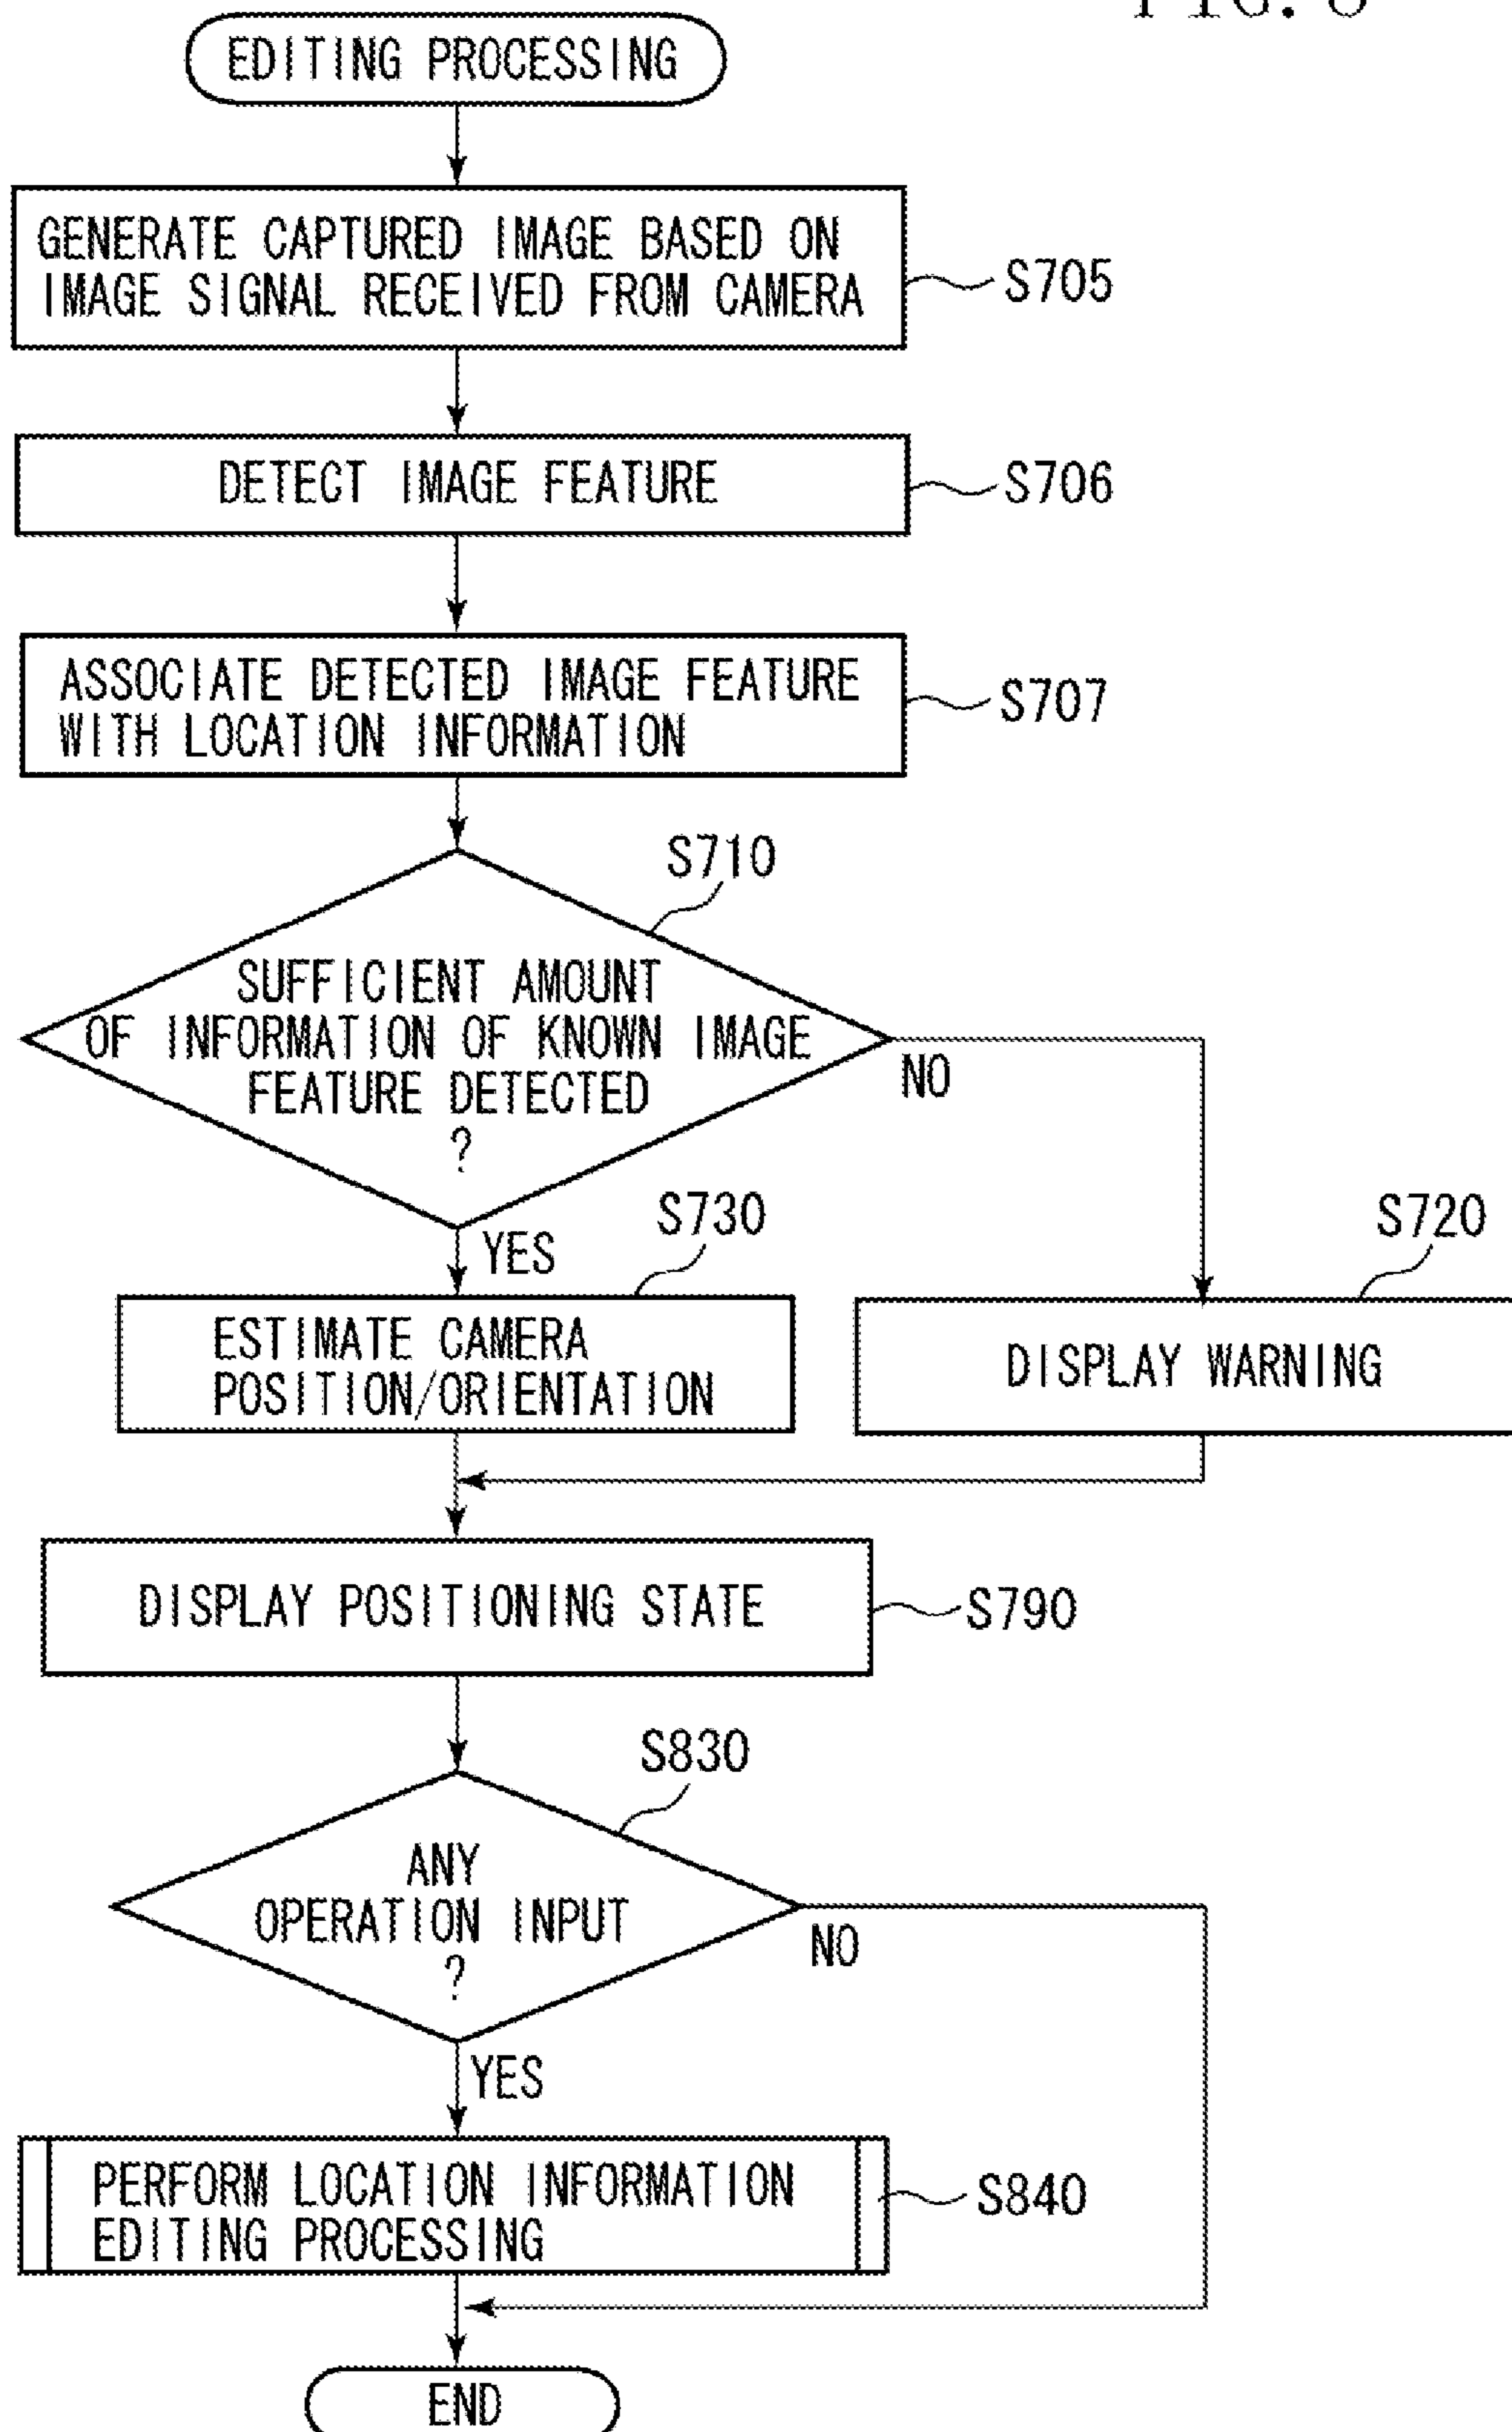 EDITING PROCESSING
GENERATE CAPTURED IMAGE BASED ON
IMAGE SIGNAL RECEIVED FROM CAMERA
S705
DETECT IMAGE FEATURE
S706
ASSOCIATE DETECTED IMAGE FEATURE
WITH LOCATION INFORMATION
S707
S710
SUFFICIENT AMOUNT
OF INFORMATION OF KNOWN IMAGE
FEATURE DETECTED
?
NO
YES
S730
S720
ESTIMATE CAMERA
POSITION/ORIENTATION
DISPLAY WARNING
DISPLAY POSITIONING STATE
S790
S830
ANY
OPERATION INPUT
?
NO
YES
PERFORM LOCATION INFORMATION
EDITING PROCESSING
S840
END